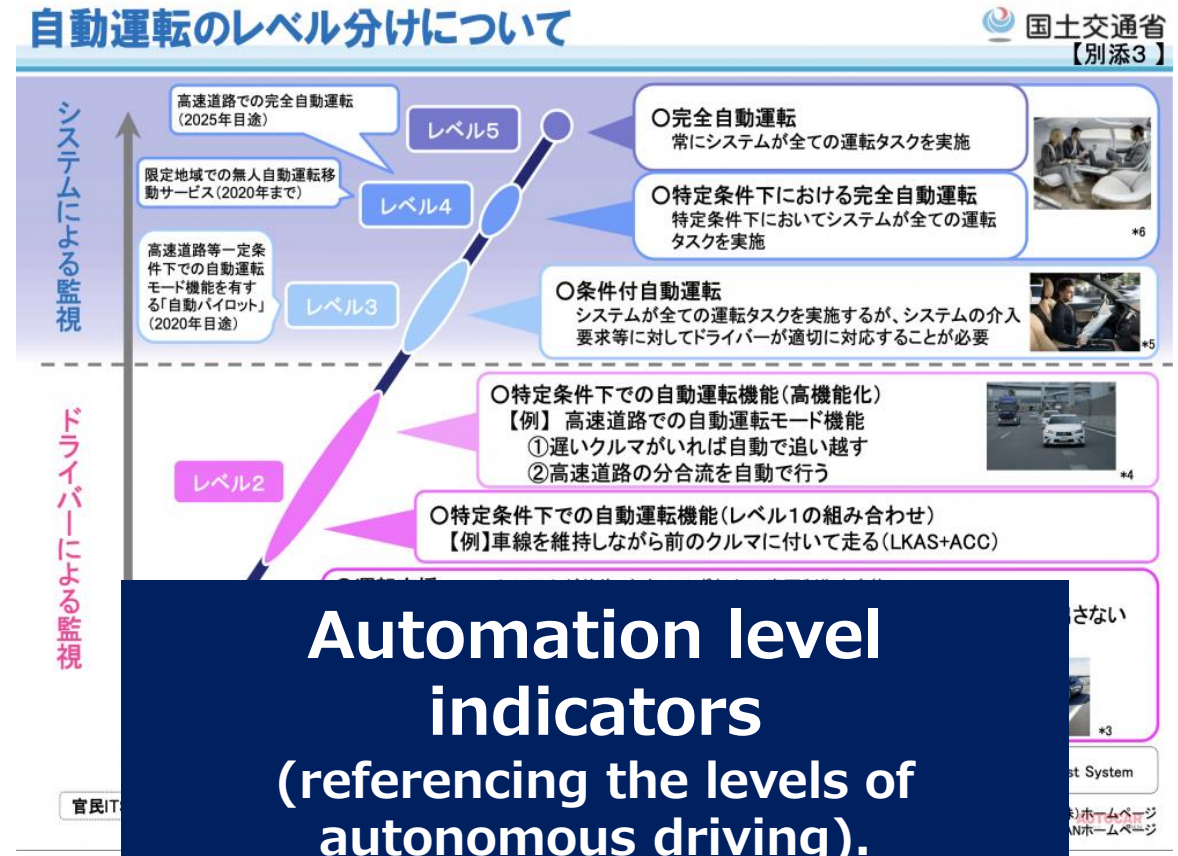 自動運転のレベル分けについて
国土交通省
【別添3 】
システムによる監視
ドライバーによる監視
高速道路での完全自動運転
(2025年目途)
レベル5
〇完全自動運転
常にシステムが全ての運転タスクを実施
限定地域での無人自動運転移
動サービス(2020年まで)
レベル4
〇特定条件下における完全自動運転
特定条件下においてシステムが全ての運転
タスクを実施
*6
高速道路等一定条
件下での自動運転
モード機能を有す
る「自動パイロット」
(2020年目途)
レベル3
〇条件付自動運転
システムが全ての運転タスクを実施するが、システムの介入
要求等に対してドライバーが適切に対応することが必要
*5
〇特定条件下での自動運転機能(高機能化)
【例】 高速道路での自動運転モード機能
①遅いクルマがいれば自動で追い越す
②高速道路の分合流を自動で行う
*4
レベル2
〇特定条件下での自動運転機能(レベル1の組み合わせ)
【例】車線を維持しながら前のクルマに付いて走る(LKAS+ACC)
さない
*3
Automation level
indicators
(referencing the levels of
autonomous driving).
st System
官民IT
ホームページ
AUTOCAR
ANホームページ